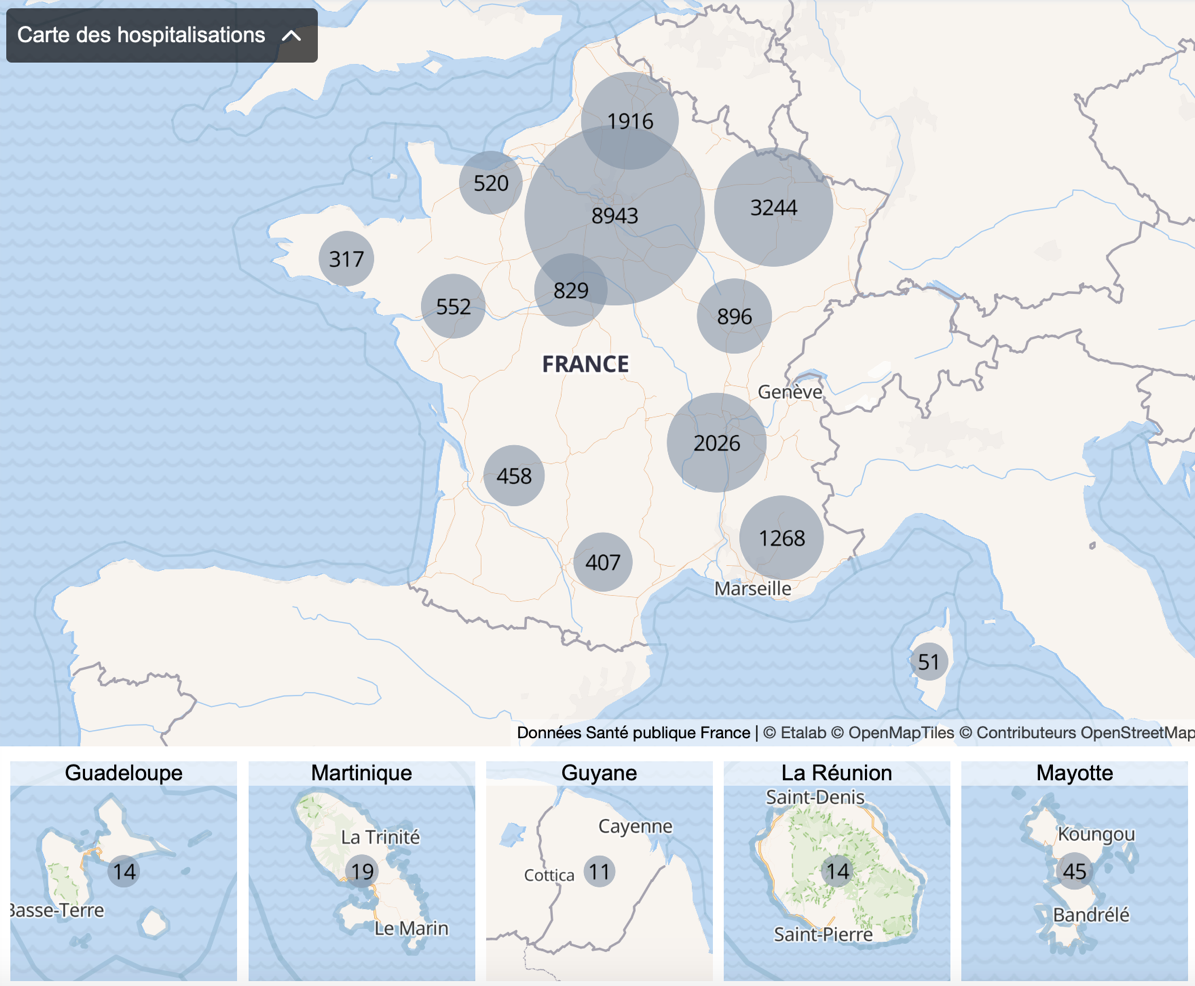 Carte des hospitalisations
1916
520
8943
3244
317
829
552
896
FRANCE
Genève
2026
458
1268
407
Marseille
51
Données Santé publique France | © Etalab © OpenMapTiles © Contributeurs OpenStreetMap
Guadeloupe
14
Basse-Terre
Martinique
La Trinité
19
Le Marin
Guyane
Cayenne
Cottica
11
La Réunion
Saint-Denis
14
Saint-Pierre
Mayotte
Koungou
45
Bandrélé